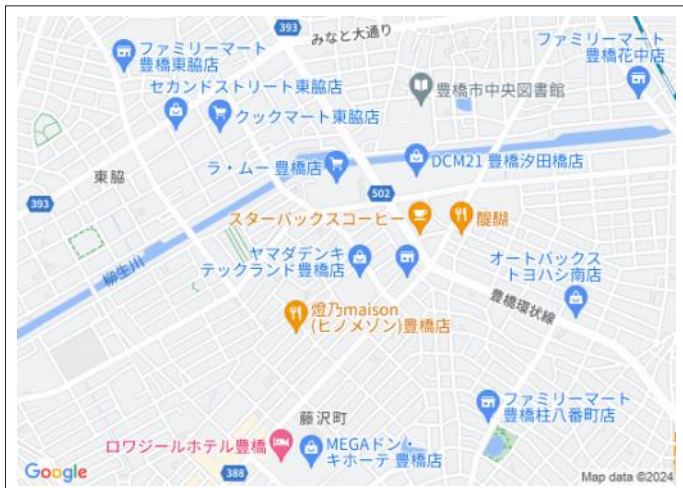 393
みなと大通り
ファミリーマート
豊橋東脇店
ファミリーマート
豊橋花中店
セカンドストリート東脇店
豊橋市中央図書館
クックマート東脇店
ラ・ムー 豊橋店
DCM21 豊橋汐田橋店
東脇
502
393
スターバックスコーヒー
醍醐
ヤマダデンキ
テックランド豊橋店
オートバックス
トヨハシ南店
柳生川
豊橋環状線
燈乃maison
(ヒノメゾン)豊橋店
ファミリーマート
豊橋柱八番町店
藤沢町
ロワジールホテル豊橋
MEGAドン・
キホーテ 豊橋店
388
Google
Map data ©2024